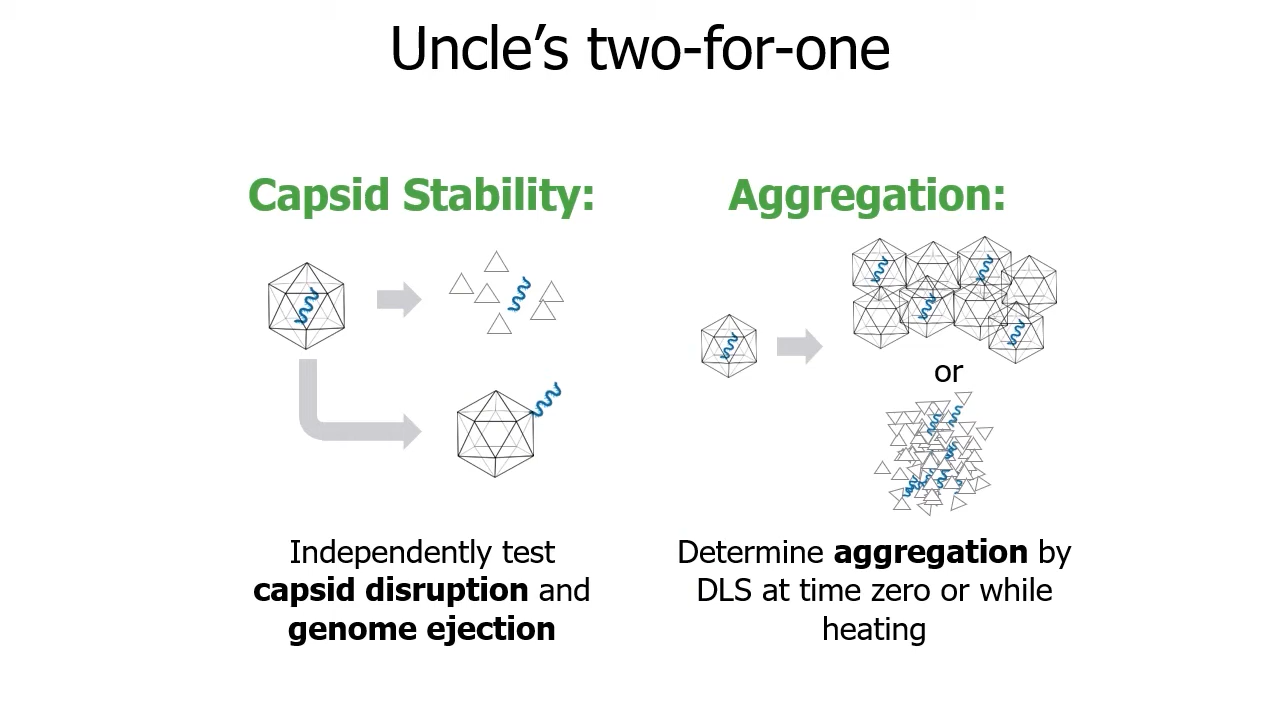 Uncle’s two-for-one
Capsid Stability:
Independently test
capsid disruption and
genome ejection
Aggregation:
or
Determine aggregation by
DLS at time zero or while
heating